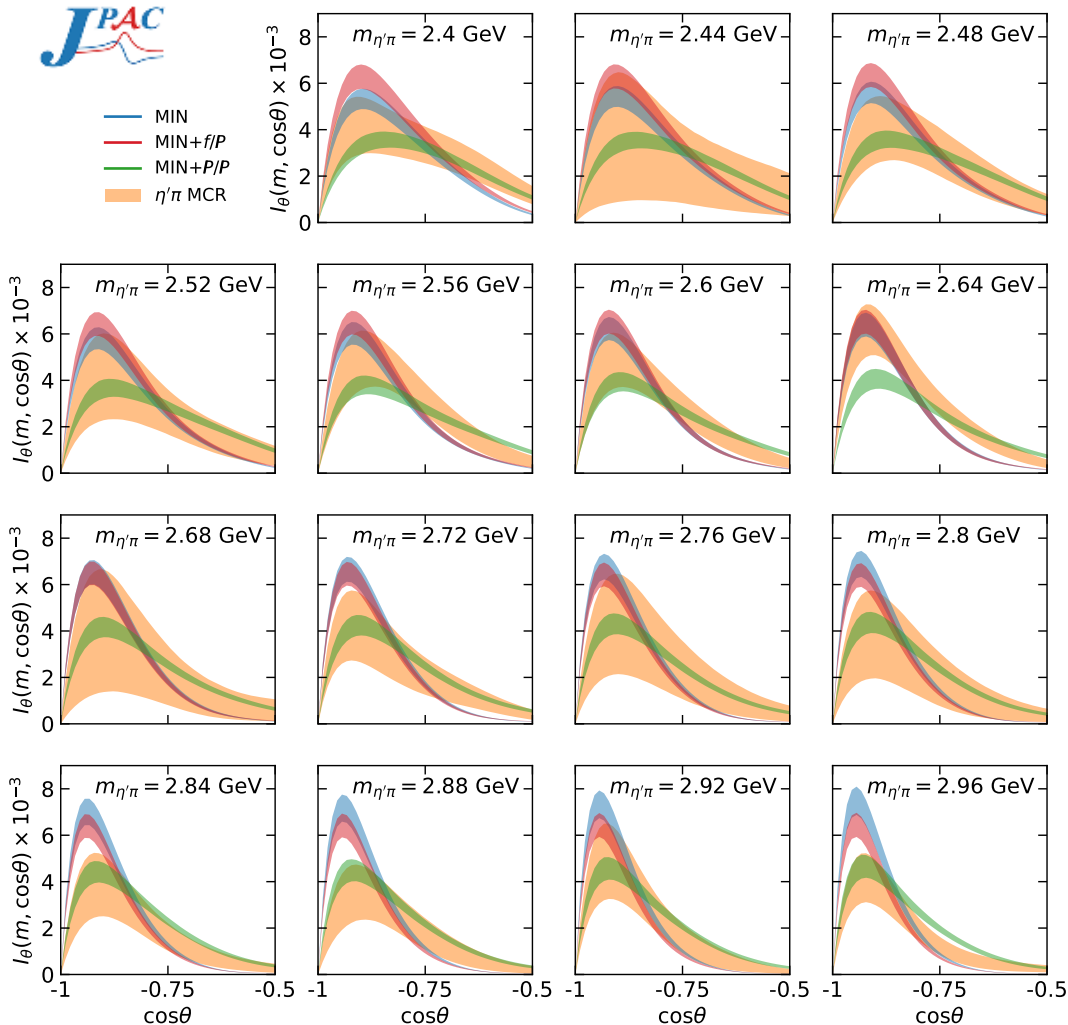 JPAC
MIN
MIN+f/P
MIN+P/P
η′π MCR
I_θ(m, cosθ) × 10⁻³
m_η′π = 2.4 GeV
m_η′π = 2.44 GeV
m_η′π = 2.48 GeV
8
6
4
2
0
I_θ(m, cosθ) × 10⁻³
m_η′π = 2.52 GeV
m_η′π = 2.56 GeV
m_η′π = 2.6 GeV
m_η′π = 2.64 GeV
8
6
4
2
0
I_θ(m, cosθ) × 10⁻³
m_η′π = 2.68 GeV
m_η′π = 2.72 GeV
m_η′π = 2.76 GeV
m_η′π = 2.8 GeV
8
6
4
2
0
I_θ(m, cosθ) × 10⁻³
m_η′π = 2.84 GeV
m_η′π = 2.88 GeV
m_η′π = 2.92 GeV
m_η′π = 2.96 GeV
8
6
4
2
0
-1 -0.75 -0.5 -1 -0.75 -0.5 -1 -0.75 -0.5 -1 -0.75 -0.5
cosθ cosθ cosθ cosθ